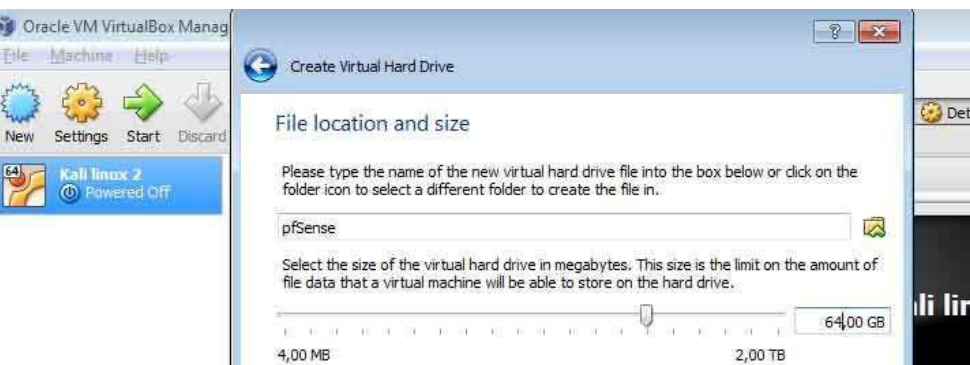 Oracle VM VirtualBox Manag
File Machine Help
New Settings Start Discard
64 Kali linux 2
Powered Off
?
Create Virtual Hard Drive
File location and size
Please type the name of the new virtual hard drive file into the box below or click on the
folder icon to select a different folder to create the file in.
pfSense
Select the size of the virtual hard drive in megabytes. This size is the limit on the amount of
file data that a virtual machine will be able to store on the hard drive.
64,00 GB
4,00 MB 2,00 TB
Det
ali lin